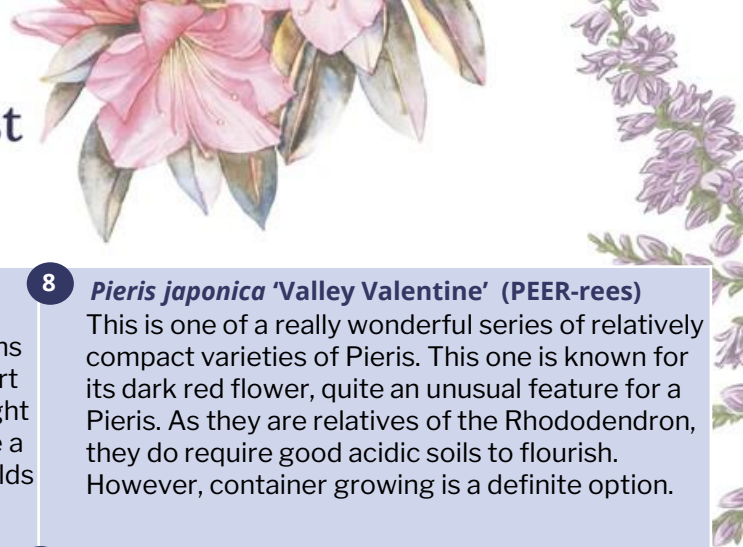 8
Pieris japonica ‘Valley Valentine’ (PEER-rees)
This is one of a really wonderful series of relatively
compact varieties of Pieris. This one is known for
its dark red flower, quite an unusual feature for a
Pieris. As they are relatives of the Rhododendron,
they do require good acidic soils to flourish.
However, container growing is a definite option.